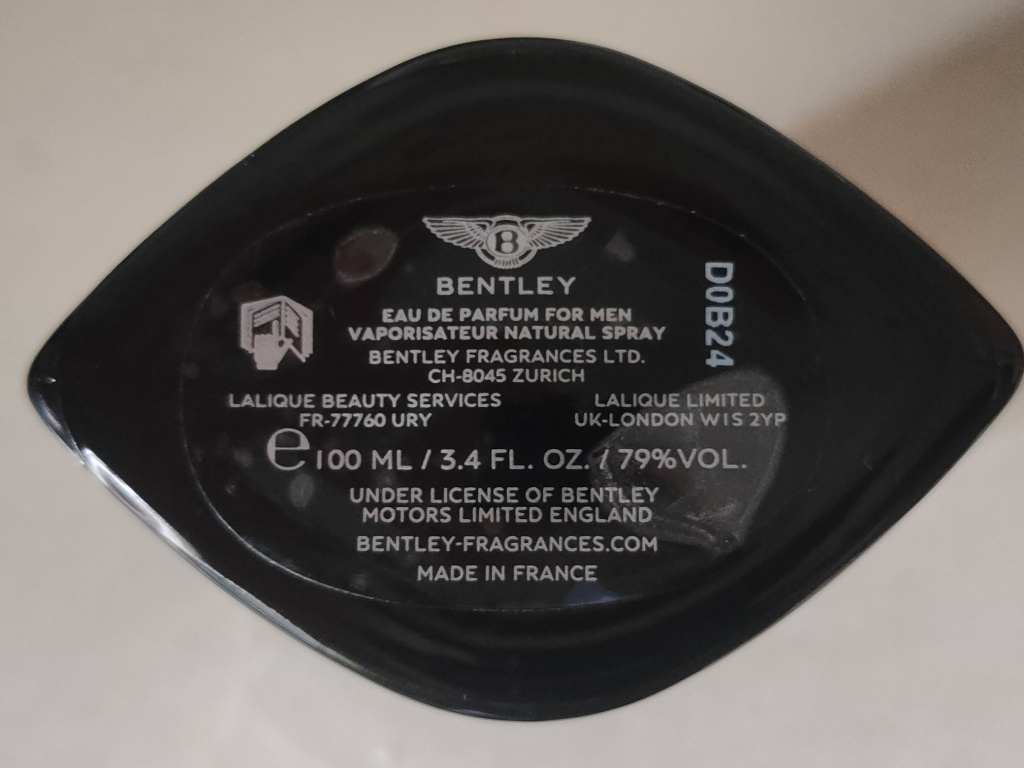 B
BENTLEY
EAU DE PARFUM FOR MEN
VAPORISATEUR NATURAL SPRAY
BENTLEY FRAGRANCES LTD.
CH-8045 ZURICH
LALIQUE BEAUTY SERVICES
FR-77760 URY
LALIQUE LIMITED
UK-LONDON W1S 2YP
e 100 ML / 3.4 FL. OZ. / 79%VOL.
UNDER LICENSE OF BENTLEY
MOTORS LIMITED ENGLAND
BENTLEY-FRAGRANCES.COM
MADE IN FRANCE
D0B24